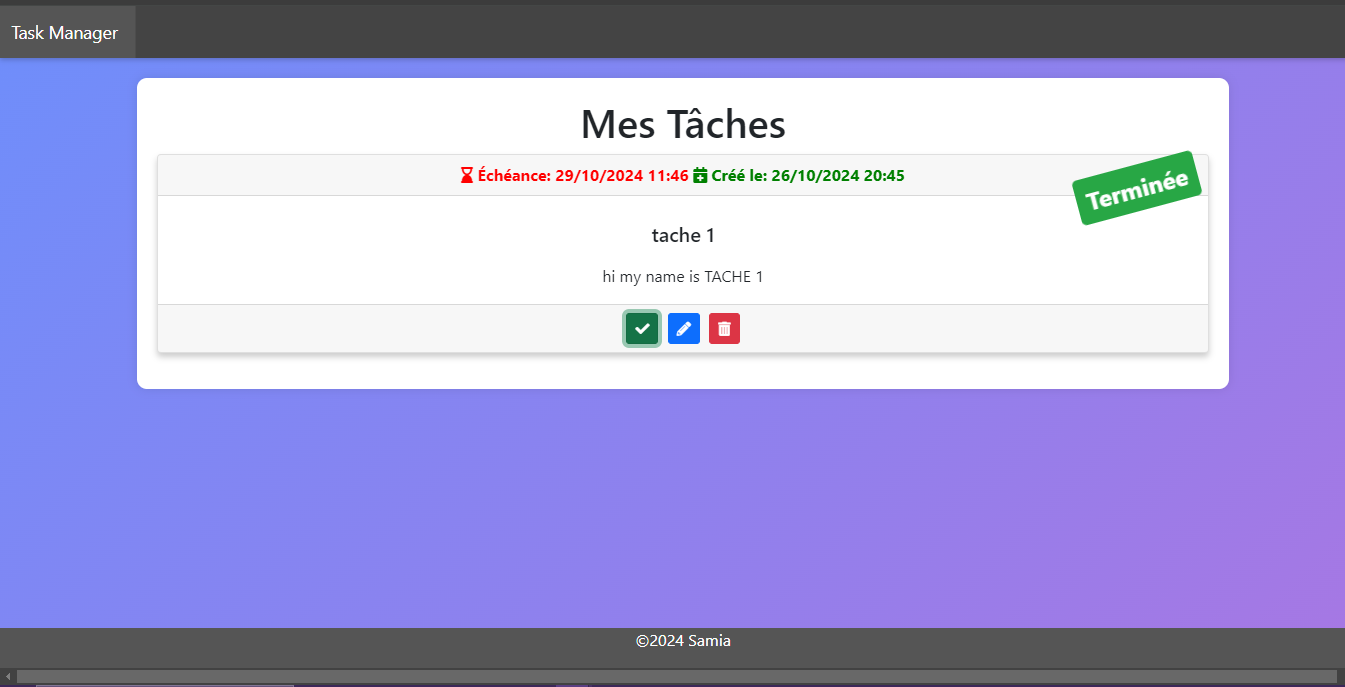 Task Manager
Mes Tâches
Échéance: 29/10/2024 11:46 Créé le: 26/10/2024 20:45
Terminée
tache 1
hi my name is TACHE 1
©2024 Samia